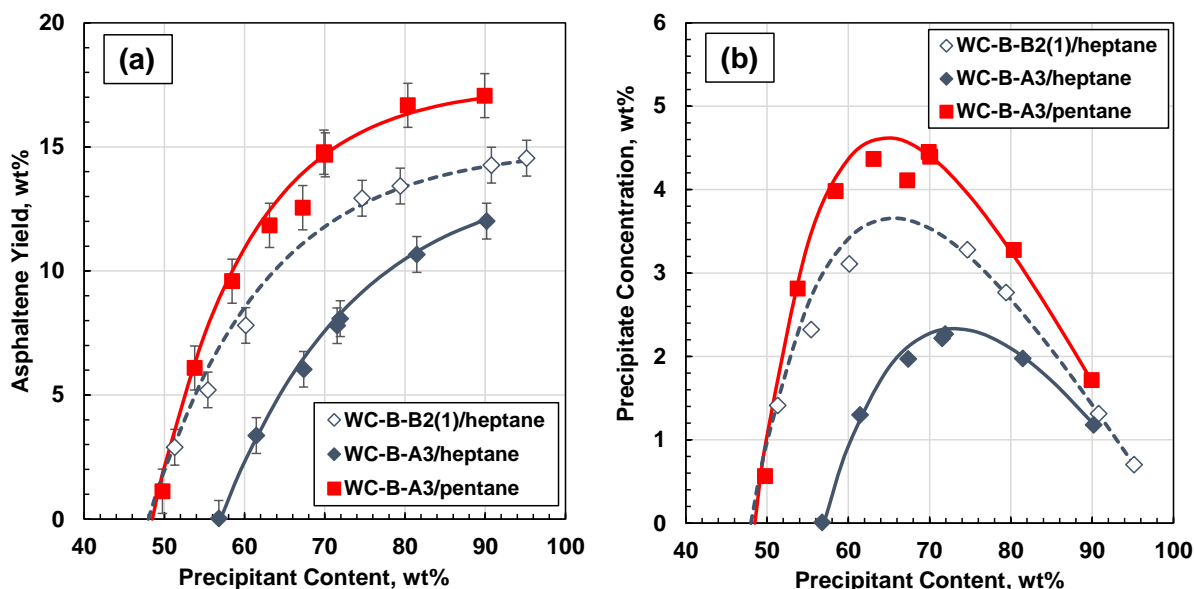 (a)
Asphaltene Yield, wt%
20
15
10
5
0
WC-B-B2(1)/heptane
WC-B-A3/heptane
WC-B-A3/pentane
40 50 60 70 80 90 100
Precipitant Content, wt%
(b)
Precipitate Concentration, wt%
6
5
4
3
2
1
0
WC-B-B2(1)/heptane
WC-B-A3/heptane
WC-B-A3/pentane
40 50 60 70 80 90 100
Precipitant Content, wt%